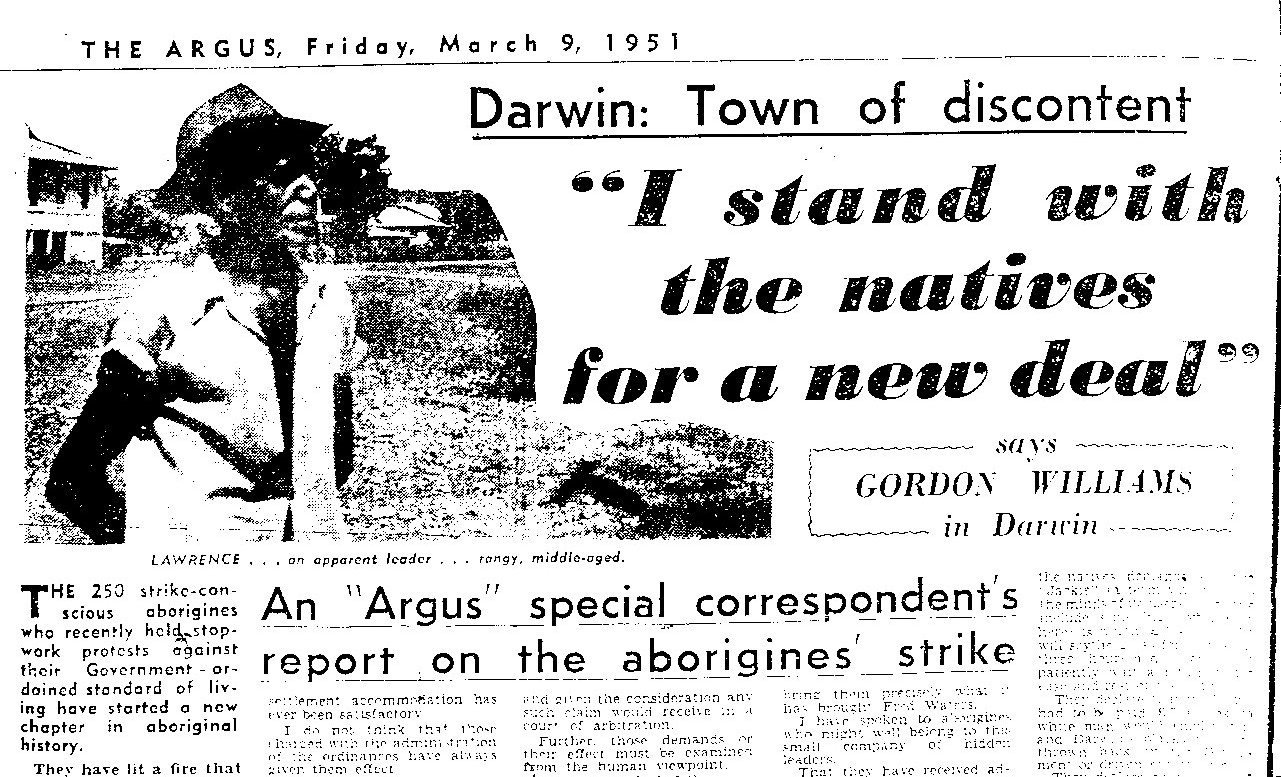 THE ARGUS, Friday, March 9, 1951
Darwin: Town of discontent
“I stand with
the natives
for a new deal”
says
GORDON WILLIAMS
in Darwin
LAWRENCE . . . an apparent leader . . . rangy, middle-aged.
An "Argus" special correspondent's
report on the aborigines' strike
THE 250 strike-con-
scious aborigines
who recently held stop-
work protests against
their Government-or-
dained standard of liv-
ing have started a new
chapter in aboriginal
history.
They have lit a fire that
settlement accommodation has
ever been satisfactory.
I do not think that those
charged with the administration
of the ordinances have always
given them effect
and given the consideration any
such claim would receive in a
court of arbitration.
Further, those demands or
their effect must be examined
from the human viewpoint.
bring them precisely what it
has brought Fred Waters.
I have spoken to aborigines
who might well belong to this
small company of hidden
leaders.
That they have received ad-